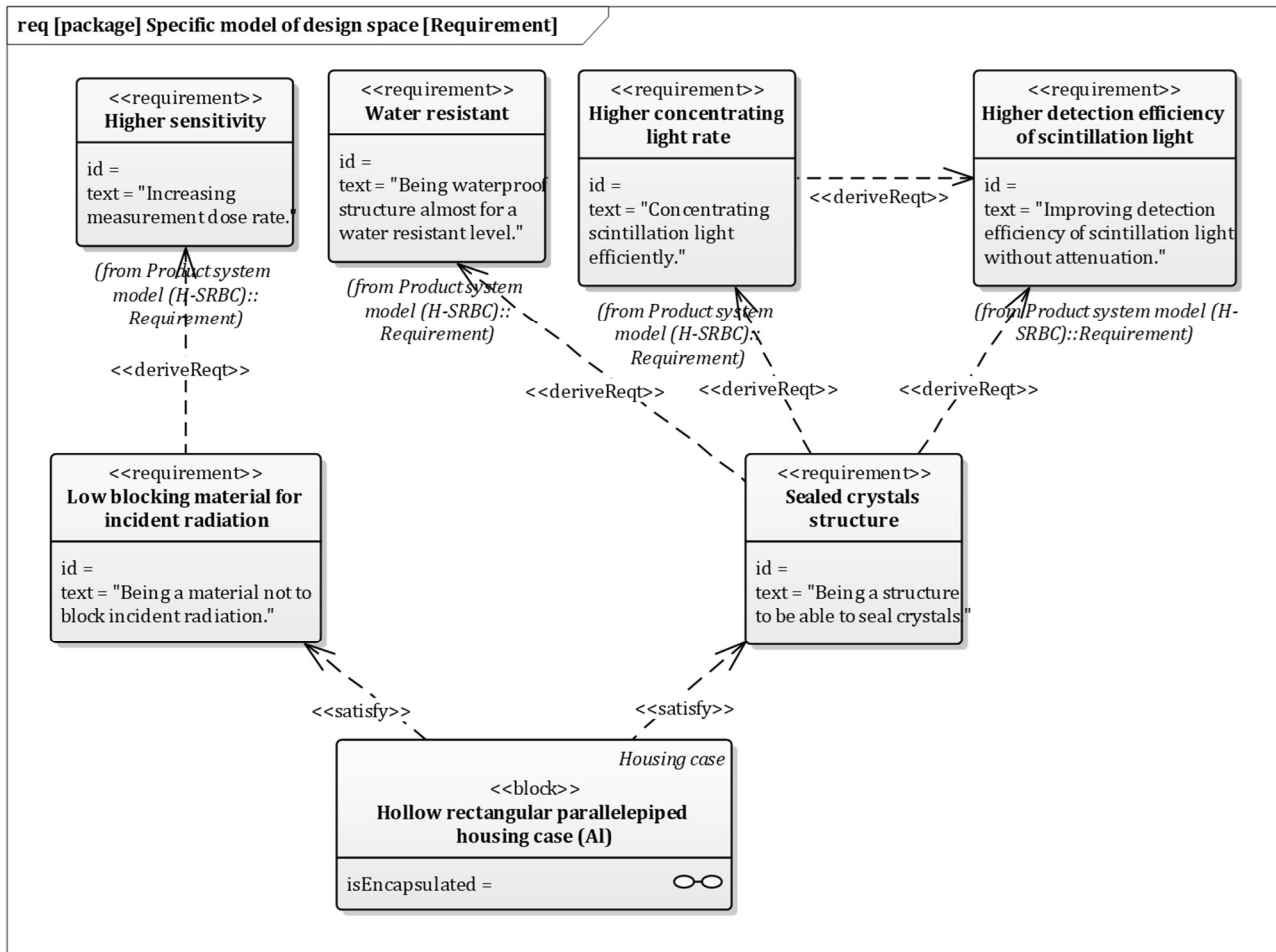 req [package] Specific model of design space [Requirement]
<<requirement>>
Higher sensitivity
id =
text = "Increasing
measurement dose rate."
(from Product system
model (H-SRBC)::
Requirement)
<<requirement>>
Water resistant
id =
text = "Being waterproof
structure almost for a
water resistant level."
(from Product system
model (H-SRBC)::
Requirement)
<<requirement>>
Higher concentrating
light rate
id =
text = "Concentrating
scintillation light
efficiently."
(from Product system
model (H-SRBC)::
Requirement)
<<deriveReqt>>
<<requirement>>
Higher detection efficiency
of scintillation light
id =
text = "Improving detection
efficiency of scintillation light
without attenuation."
(from Product system model (H-
SRBC)::Requirement)
<<deriveReqt>>
<<deriveReqt>>
<<deriveReqt>>
<<deriveReqt>>
<<requirement>>
Low blocking material for
incident radiation
id =
text = "Being a material not to
block incident radiation."
<<requirement>>
Sealed crystals
structure
id =
text = "Being a structure
to be able to seal crystals."
<<satisfy>>
<<satisfy>>
Housing case
<<block>>
Hollow rectangular parallelepiped
housing case (Al)
isEncapsulated =